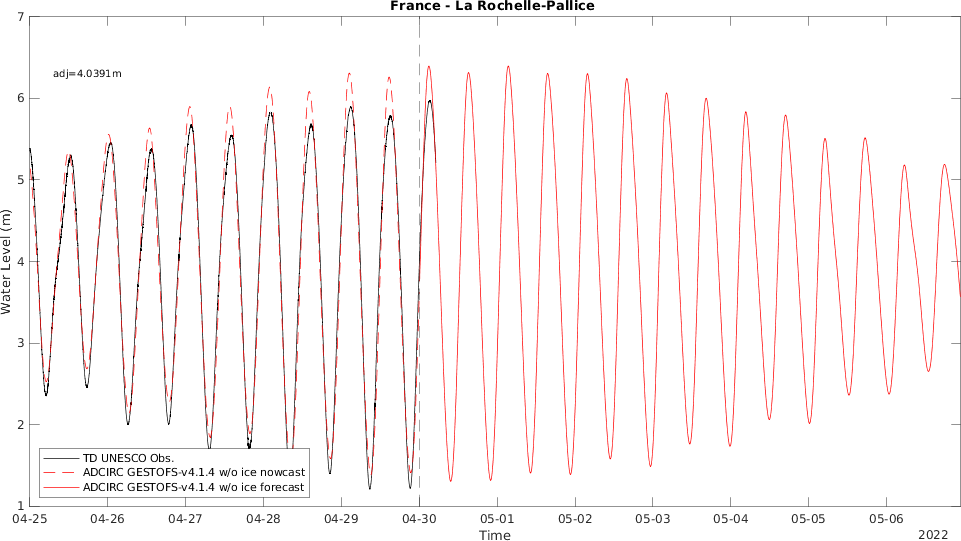 France - La Rochelle-Pallice
7
adj=4.0391m
6
5
4
3
2
1
Water Level (m)
TD UNESCO Obs.
ADCIRC GESTOFS-v4.1.4 w/o ice nowcast
ADCIRC GESTOFS-v4.1.4 w/o ice forecast
04-25 04-26 04-27 04-28 04-29 04-30 05-01 05-02 05-03 05-04 05-05 05-06
Time
2022